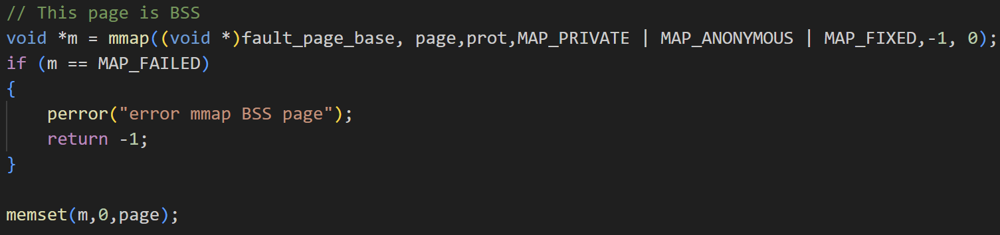 // This page is BSS
void *m = mmap((void *)fault_page_base, page,prot,MAP_PRIVATE | MAP_ANONYMOUS | MAP_FIXED,-1, 0);
if (m == MAP_FAILED)
{
    perror("error mmap BSS page");
    return -1;
}
memset(m,0,page);